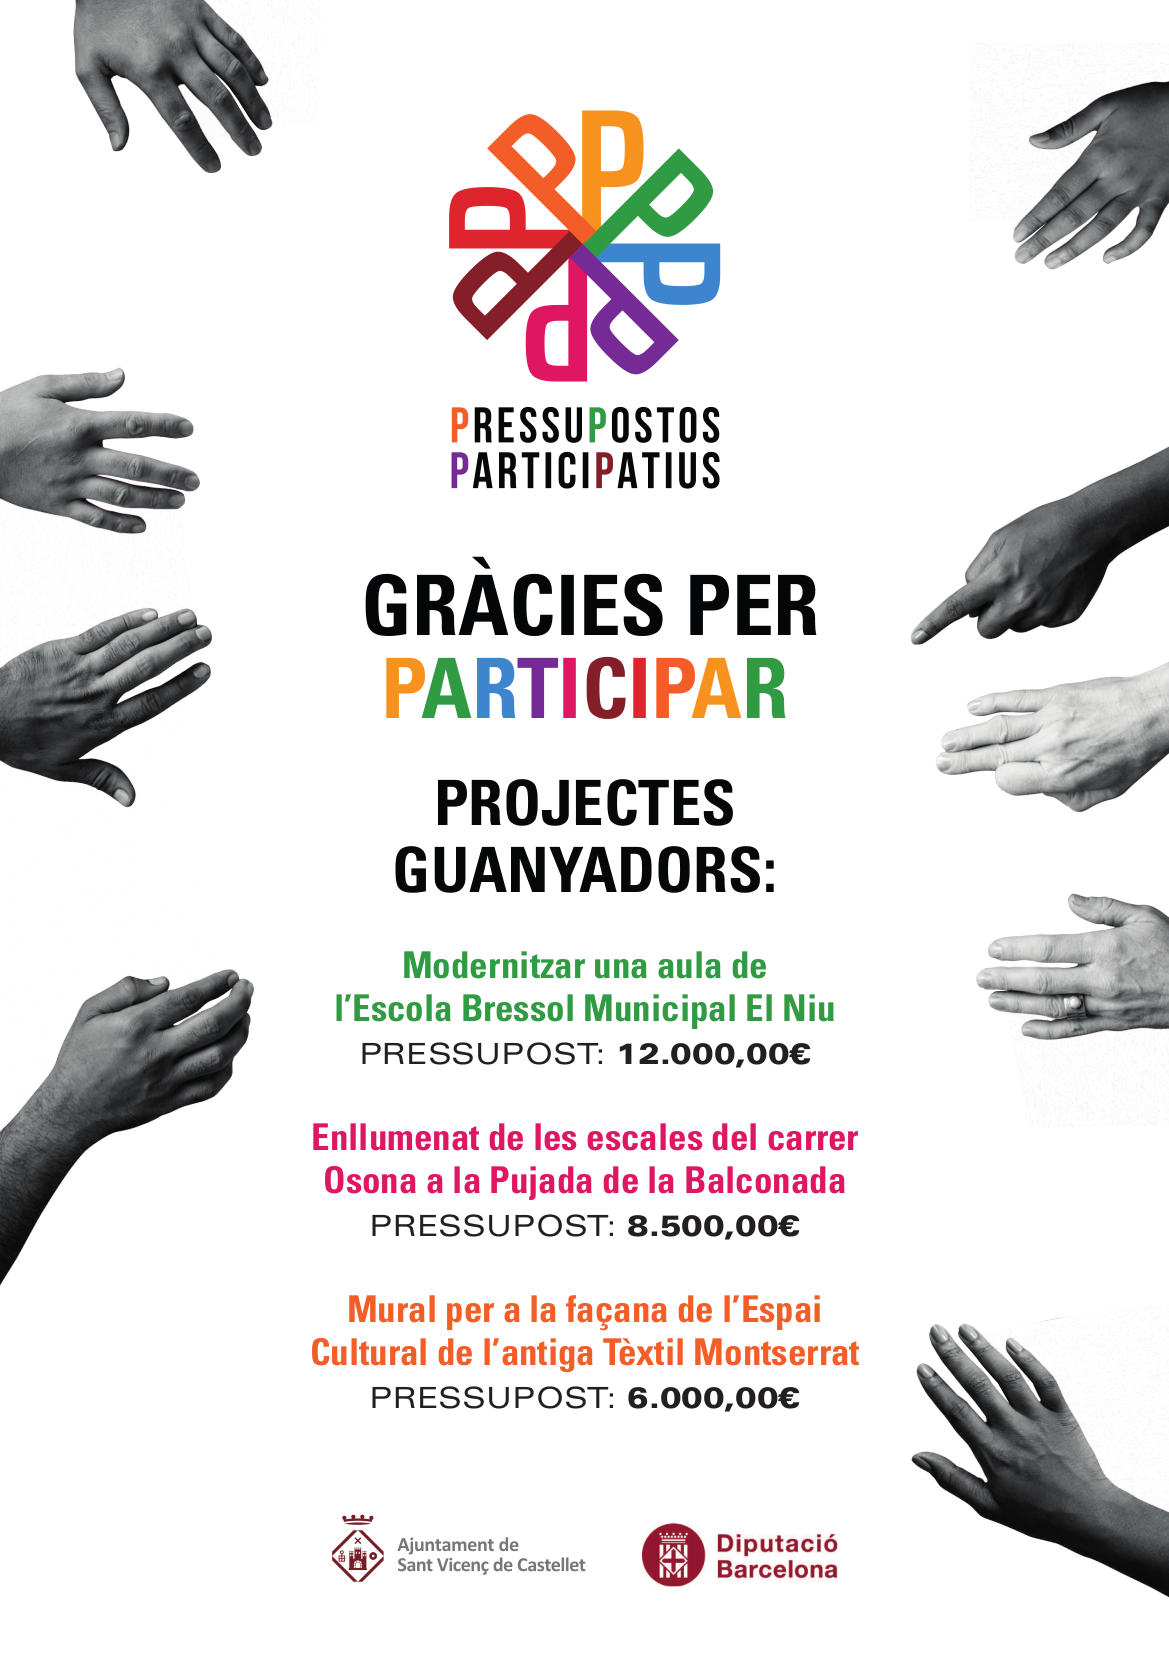 PRESSUPOSTOS
PARTICIPATIUS
GRÀCIES PER
PARTICIPAR
PROJECTES
GUANYADORS:
Modernitzar una aula de
l’Escola Bressol Municipal El Niu
PRESSUPOST: 12.000,00€
Enllumenat de les escales del carrer
Osona a la Pujada de la Balconada
PRESSUPOST: 8.500,00€
Mural per a la façana de l’Espai
Cultural de l’antiga Tèxtil Montserrat
PRESSUPOST: 6.000,00€
Ajuntament de
Sant Vicenç de Castellet
Diputació
Barcelona